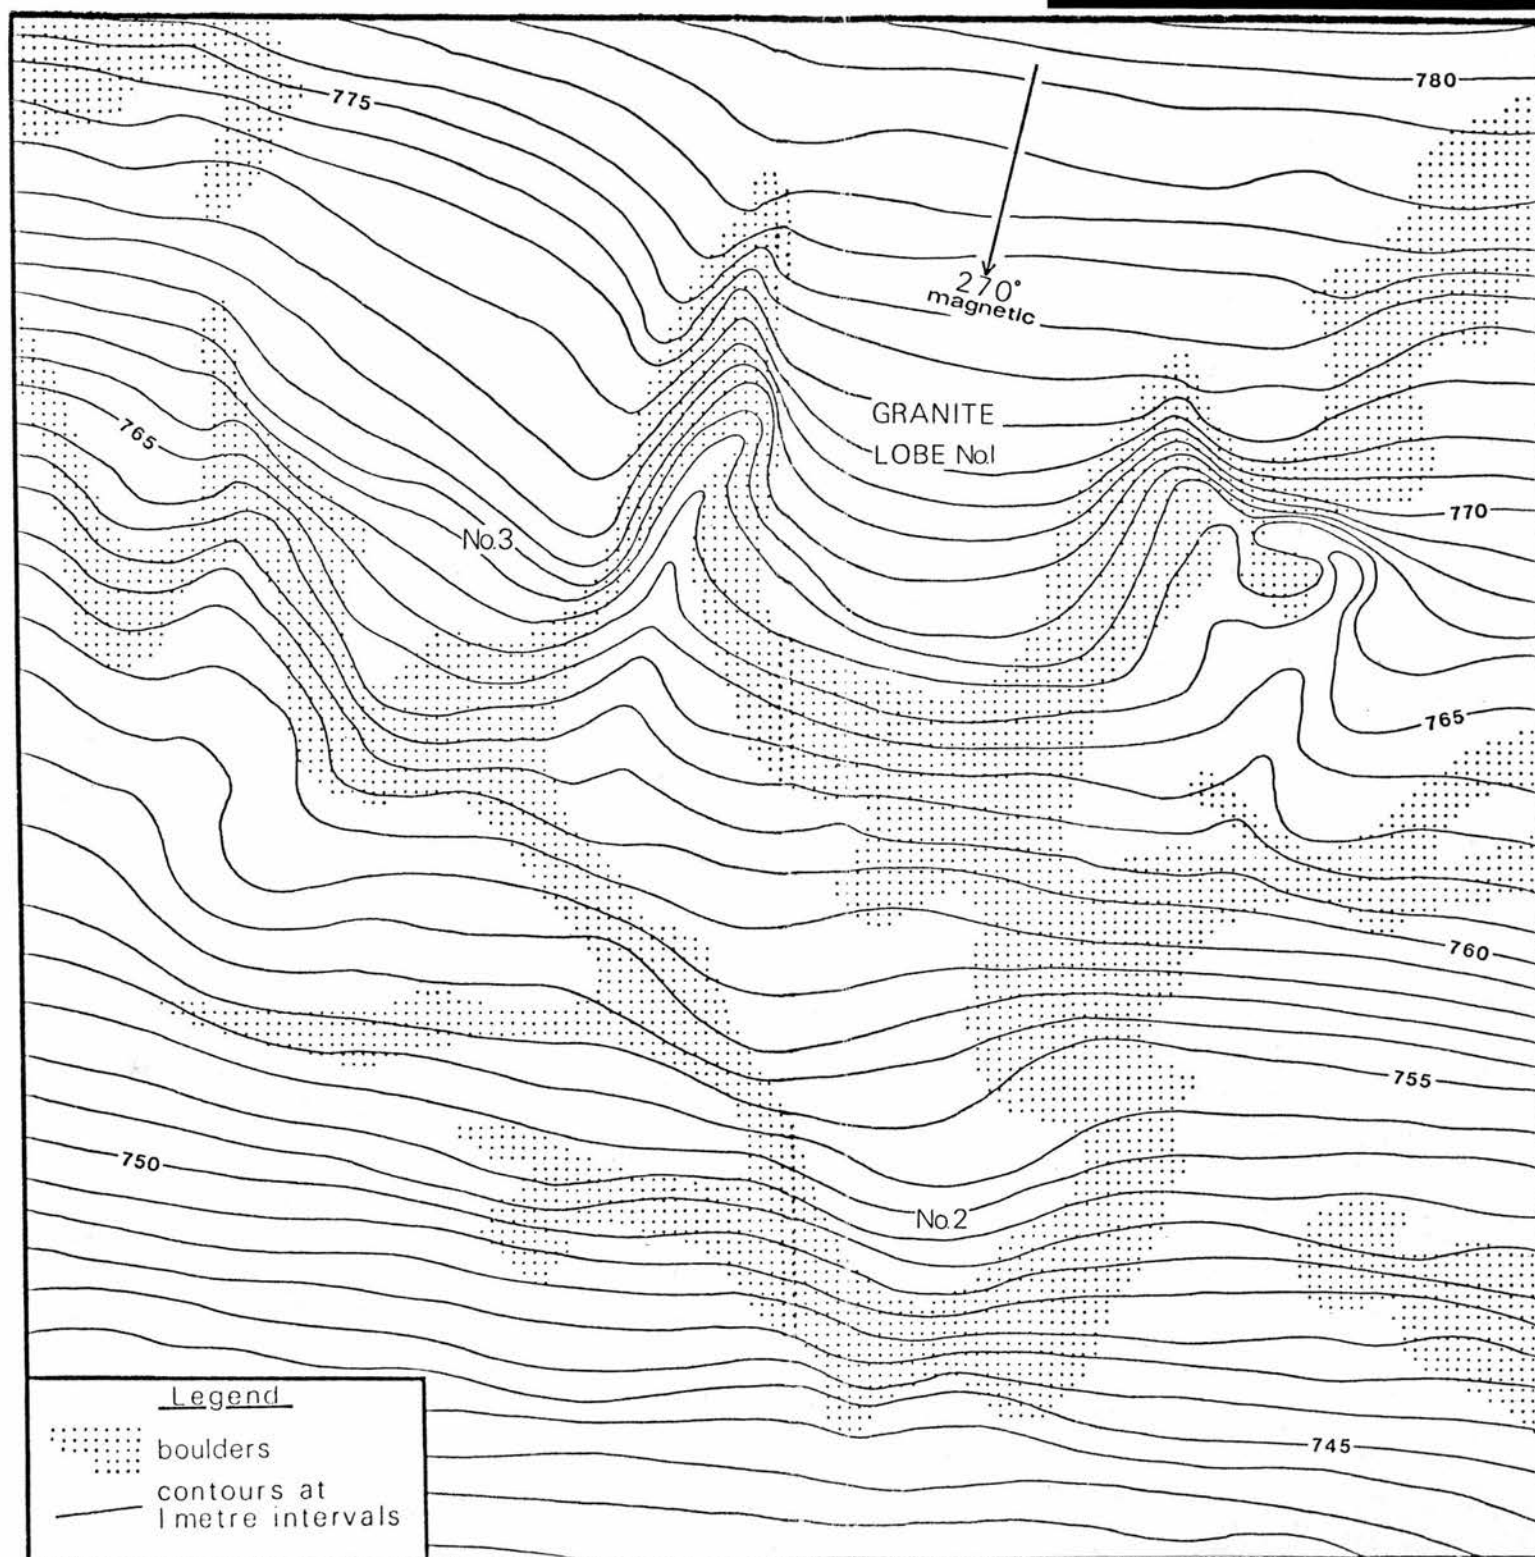 780
775
270°
magnetic
GRANITE
LOBE No.1
765
770
No.3
765
760
755
750
No.2
745
Legend
boulders
contours at
1 metre intervals